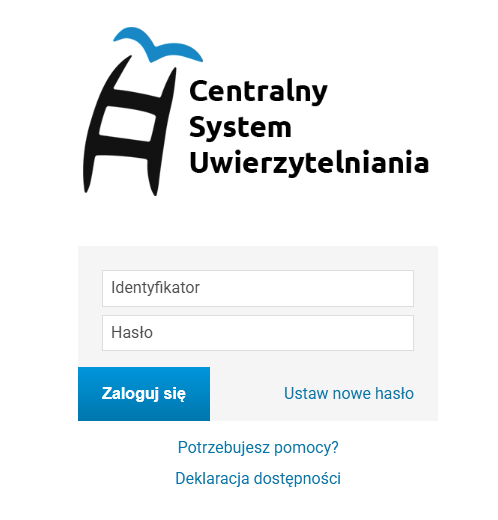 Centralny
System
Uwierzytelniania
Identyfikator
Hasło
Zaloguj się
Ustaw nowe hasło
Potrzebujesz pomocy?
Deklaracja dostępności